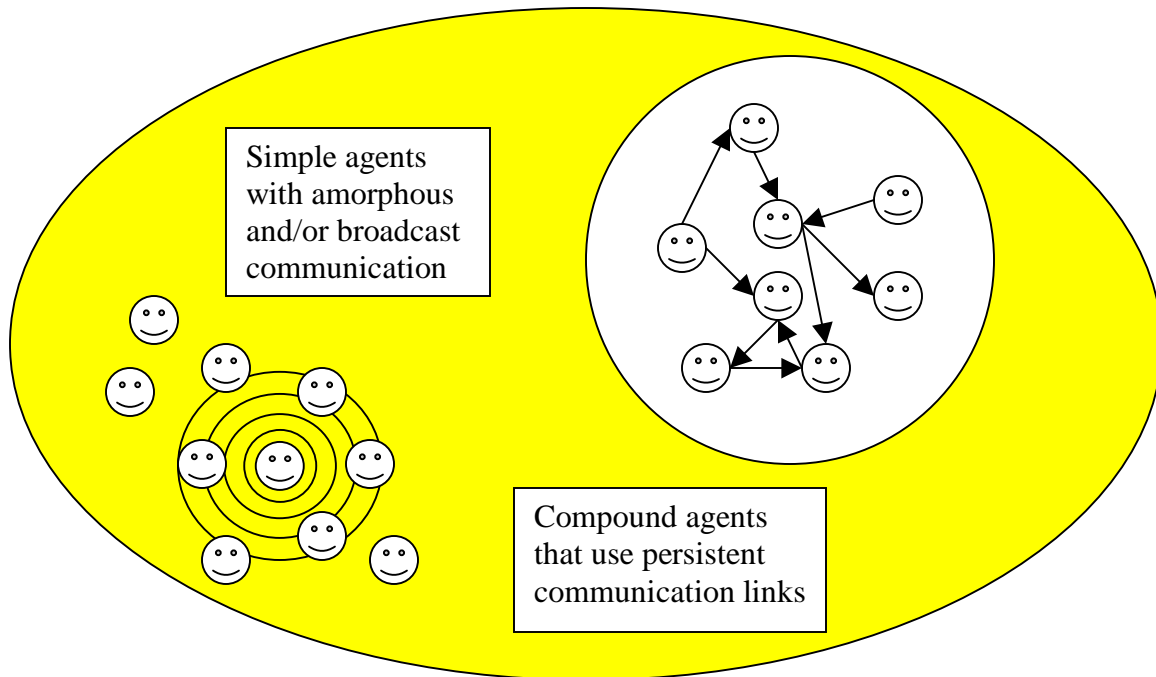 Simple agents
with amorphous
and/or broadcast
communication
Compound agents
that use persistent
communication links